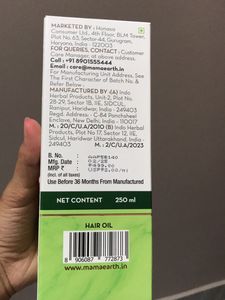 MARKETED BY : Honasa
Consumer Ltd., 4th Floor, BLM Tower,
Plot No. 63, Sector-44, Gurugram,
Haryana, India - 122003
FOR QUERIES, CONTACT : Customer
Care Manager, at above address
Call : +91 8901555444
Email : care@mamaearth.in
For Manufacturing Unit Address, See
The First Character of Batch No. &
Refer Below -
MANUFACTURED BY (A) Indo
Herbal Products, Unit-2, Plot No.
28-29, Sector 1B, IIE, SIDCUL,
Ranipur, Haridwar, India - 249403
Regd. Address - C-84 Panchsheel
Enclave, New Delhi, India - 110017
M. : 2/C/UA/2010 (B) Indo Herbal
Products, Plot No 17, Sector 12, IIE,
Sidcul, Haridwar Uttarakhand, India
249403 M. : 2/C/UA/2023
B. No. :
Mfg. Date :
MRP ₹ :
(Incl. of all taxes)
Use Before 36 Months From Manufactured
NET CONTENT 250 ml
HAIR OIL
8 906087 772873
www.mamaearth.in